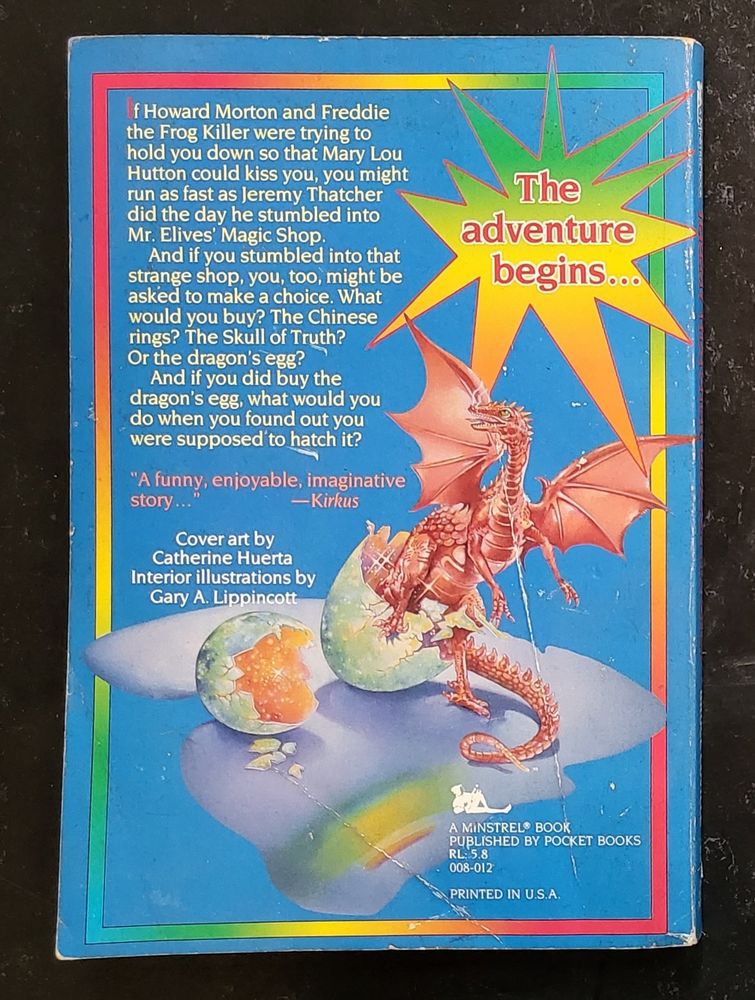 If Howard Morton and Freddie
the Frog Killer were trying to
hold you down so that Mary Lou
Hutton could kiss you, you might
run as fast as Jeremy Thatcher
did the day he stumbled into
Mr. Elives' Magic Shop.
And if you stumbled into that
strange shop, you, too, might be
asked to make a choice. What
would you buy? The Chinese
rings? The Skull of Truth?
Or the dragon's egg?
And if you did buy the
dragon's egg, what would you
do when you found out you
were supposed to hatch it?
"A funny, enjoyable, imaginative
story..." —Kirkus
Cover art by
Catherine Huerta
Interior illustrations by
Gary A. Lippincott
The
adventure
begins...
A MINSTREL® BOOK
PUBLISHED BY POCKET BOOKS
RL: 5.8
008-012
PRINTED IN U.S.A.